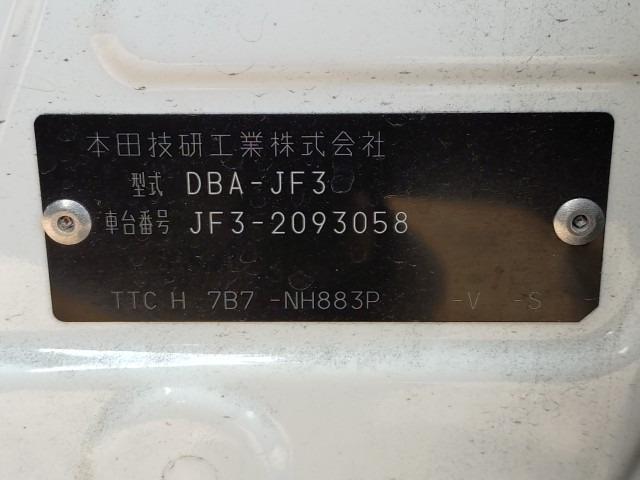 本田技研工業株式会社
型式 DBA-JF3
車台番号 JF3-2093058
TTC H 7B7 -NH883P -V -S -